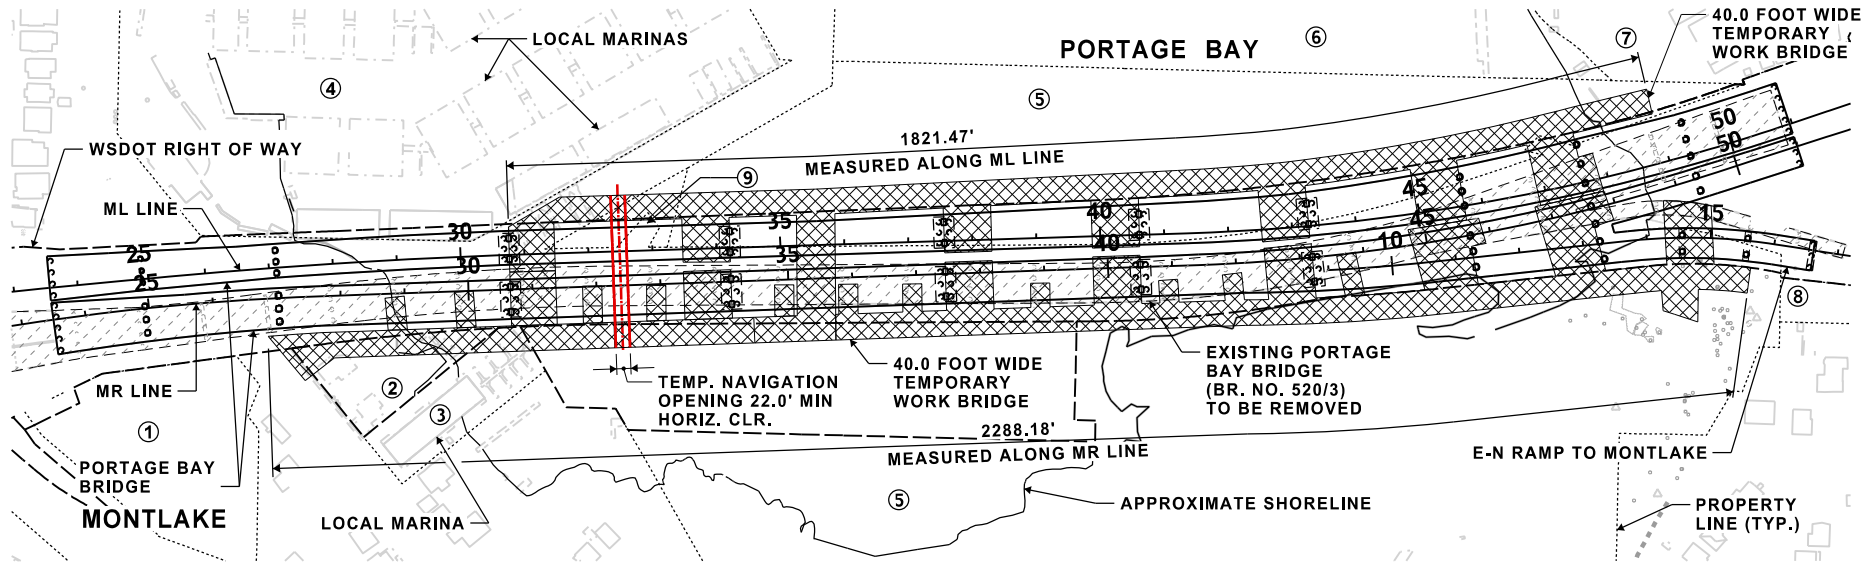 LOCAL MARINAS
PORTAGE BAY
⑥
⑦
40.0 FOOT WIDE
TEMPORARY
WORK BRIDGE
④
⑤
1821.47'
MEASURED ALONG ML LINE
WSDOT RIGHT OF WAY
⑨
ML LINE
25
30
35
40
45
50
25
30
35
40
45
50
10
15
⑧
MR LINE
②
③
①
TEMP. NAVIGATION
OPENING 22.0' MIN
HORIZ. CLR.
40.0 FOOT WIDE
TEMPORARY
WORK BRIDGE
EXISTING PORTAGE
BAY BRIDGE
(BR. NO. 520/3)
TO BE REMOVED
2288.18'
MEASURED ALONG MR LINE
E-N RAMP TO MONTLAKE
PORTAGE BAY
BRIDGE
MONTLAKE
LOCAL MARINA
⑤
APPROXIMATE SHORELINE
PROPERTY
LINE (TYP.)